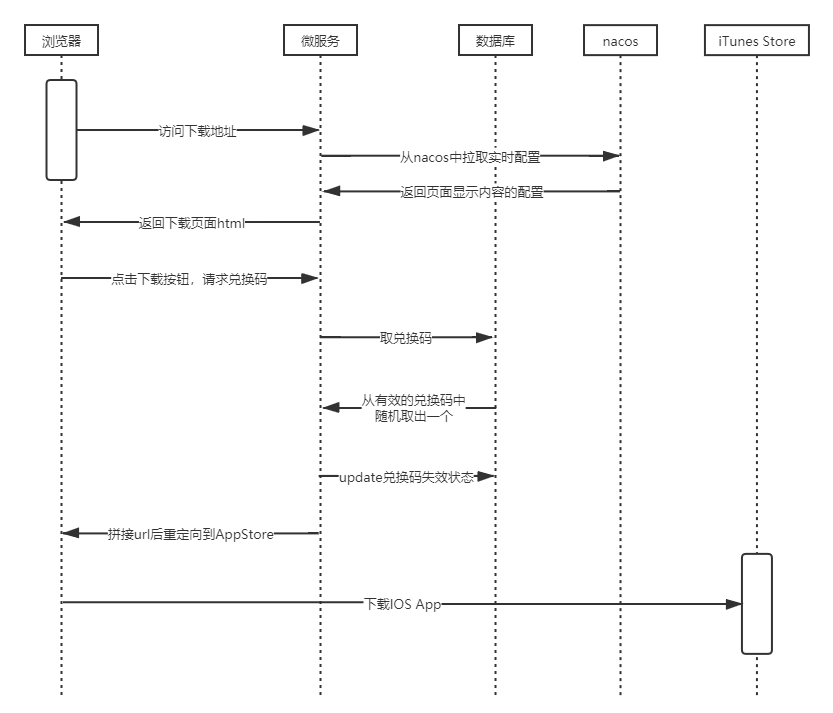 浏览器
微服务
数据库
nacos
iTunes Store
访问下载地址
从nacos中拉取实时配置
返回页面显示内容的配置
返回下载页面html
点击下载按钮，请求兑换码
取兑换码
从有效的兑换码中
随机取出一个
update兑换码失效状态
拼接url后重定向到AppStore
下载IOS App